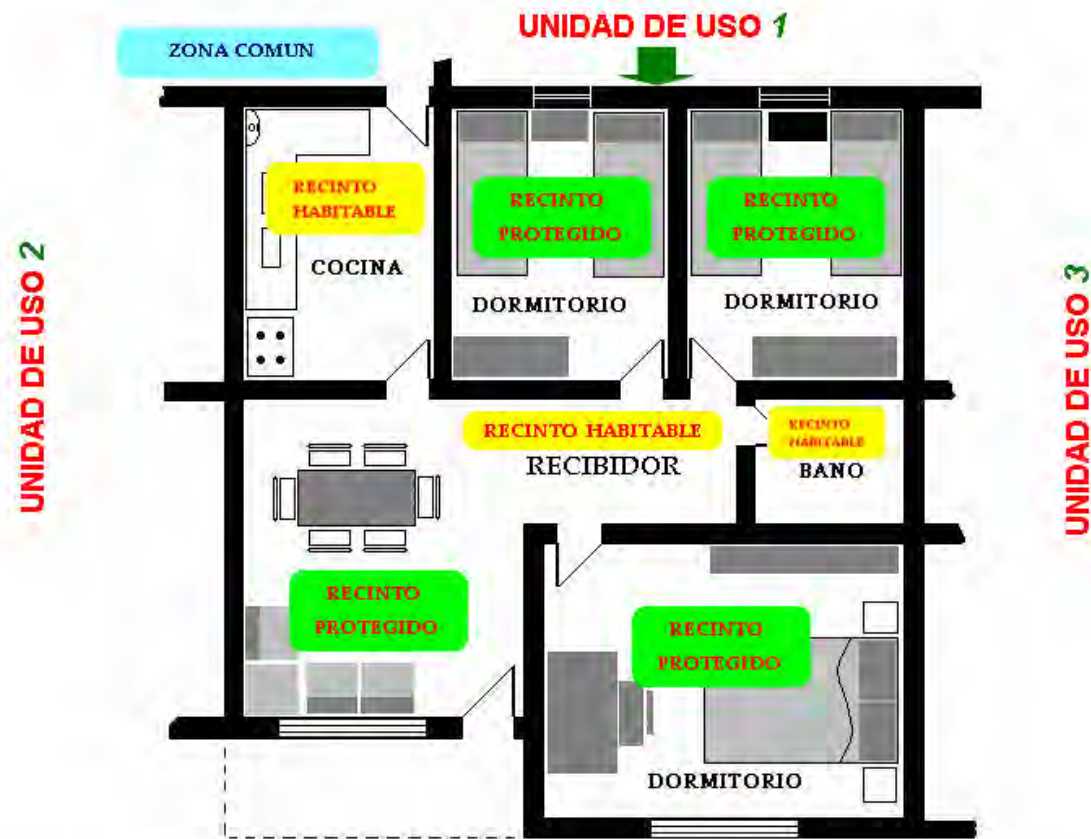 UNIDAD DE USO 1
ZONA COMUN
RECINTO
HABITABLE
COCINA
RECINTO
PROTEGIDO
DORMITORIO
RECINTO
PROTEGIDO
DORMITORIO
UNIDAD DE USO 2
UNIDAD DE USO 3
RECINTO HABITABLE
RECIBIDOR
RECINTO
HABITABLE
BANO
RECINTO
PROTEGIDO
RECINTO
PROTEGIDO
DORMITORIO